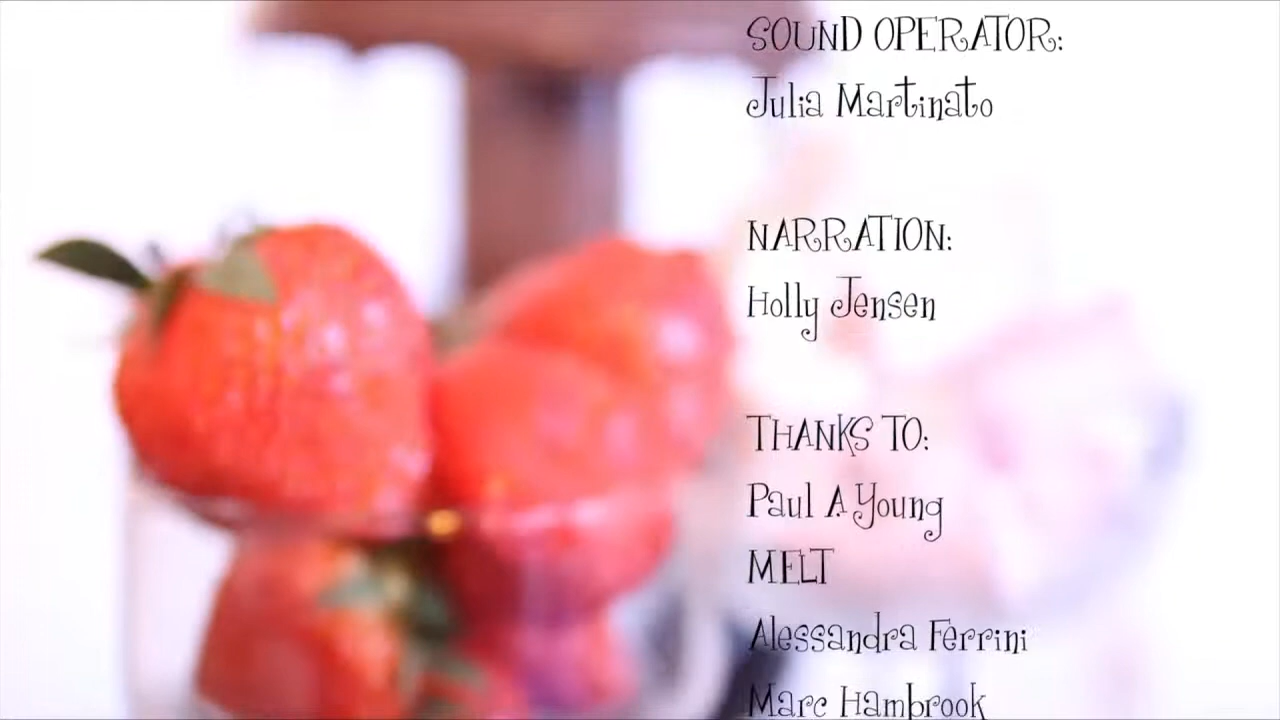 SOUND OPERATOR:
Julia Martinato
NARRATION:
Holly Jensen
THANKS TO:
Paul A Young
MELT
Alessandra Ferrini
Marc Hambrook